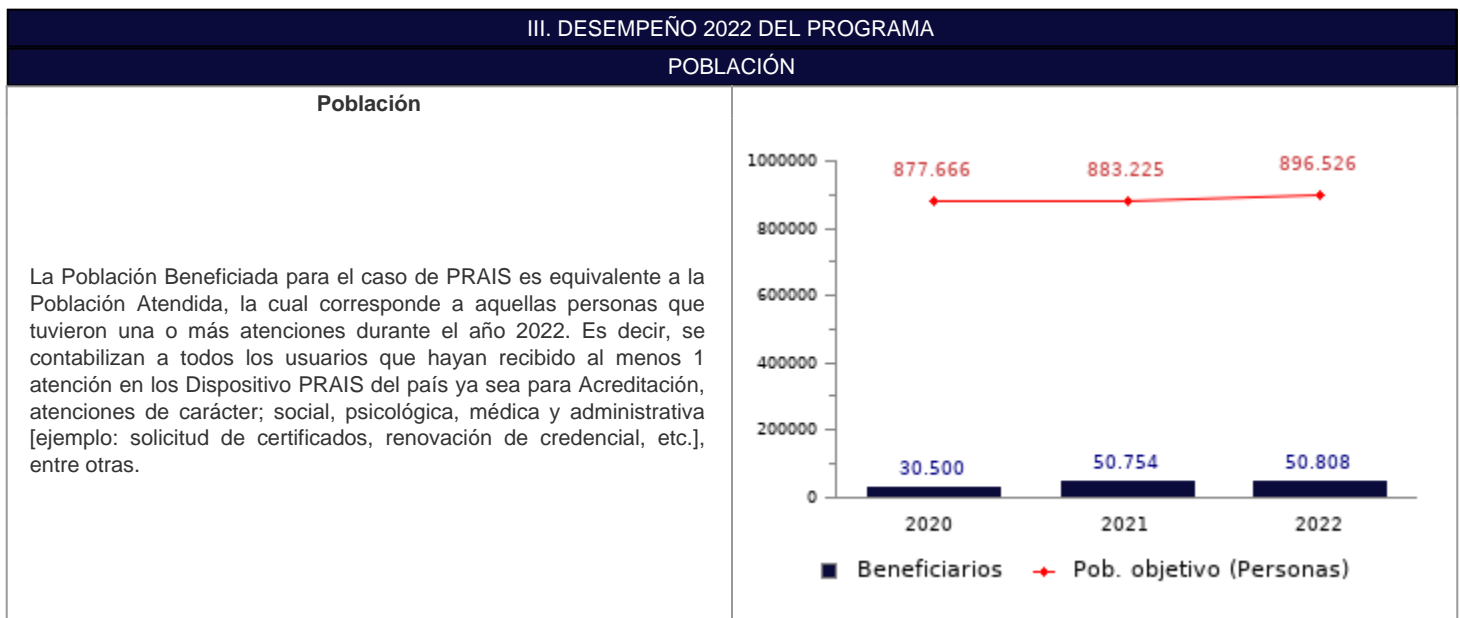 III. DESEMPEÑO 2022 DEL PROGRAMA
POBLACIÓN
Población
La Población Beneficiada para el caso de PRAIS es equivalente a la
Población Atendida, la cual corresponde a aquellas personas que
tuvieron una o más atenciones durante el año 2022. Es decir, se
contabilizan a todos los usuarios que hayan recibido al menos 1
atención en los Dispositivo PRAIS del país ya sea para Acreditación,
atenciones de carácter; social, psicológica, médica y administrativa
[ejemplo: solicitud de certificados, renovación de credencial, etc.],
entre otras.
1000000
800000
600000
400000
200000
0
877.666
883.225
896.526
30.500
50.754
50.808
2020
2021
2022
Beneficiarios
Pob. objetivo (Personas)